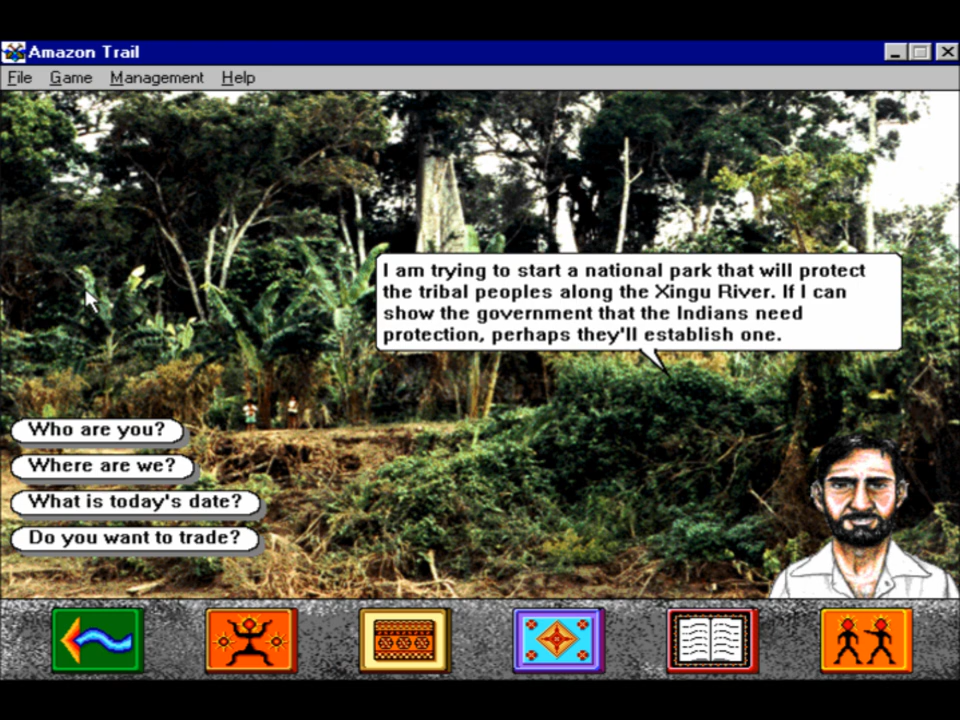 Amazon Trail
File Game Management Help
I am trying to start a national park that will protect
the tribal peoples along the Xingu River. If I can
show the government that the Indians need
protection, perhaps they'll establish one.
Who are you?
Where are we?
What is today's date?
Do you want to trade?